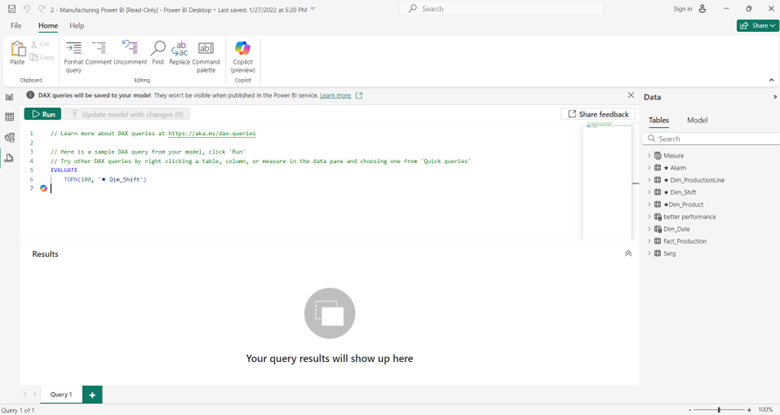 2 - Manufacturing Power BI [Read-Only] - Power BI Desktop • Last saved: 1/27/2022 at 5:20 PM
Search
Sign in
File Home Help
Share
Paste
Cut
Copy
Clipboard
Format query
Comment
Uncomment
Find
Replace
Command palette
Editing
Copilot (preview)
Copilot
DAX queries will be saved to your model They won't be visible when published in the Power BI service. Learn more
Run
Update model with changes (0)
Share feedback
1 // Learn more about DAX queries at https://aka.ms/dax-queries
2
3 // Here is a sample DAX query from your model, click 'Run'
4 // Try other DAX queries by right clicking a table, column, or measure in the data pane and choosing one from 'Quick queries'
5 EVALUATE
6 TOPN(100, '★ Dim_Shift')
7
Results
Your query results will show up here
Data
Tables Model
Search
Mesure
★ Alarm
★ Dim_ProductionLine
★ Dim_Shift
★Dim_Product
better performance
Dim_Date
Fact_Production
Serg
Query 1
Query 1 of 1
- + 100%